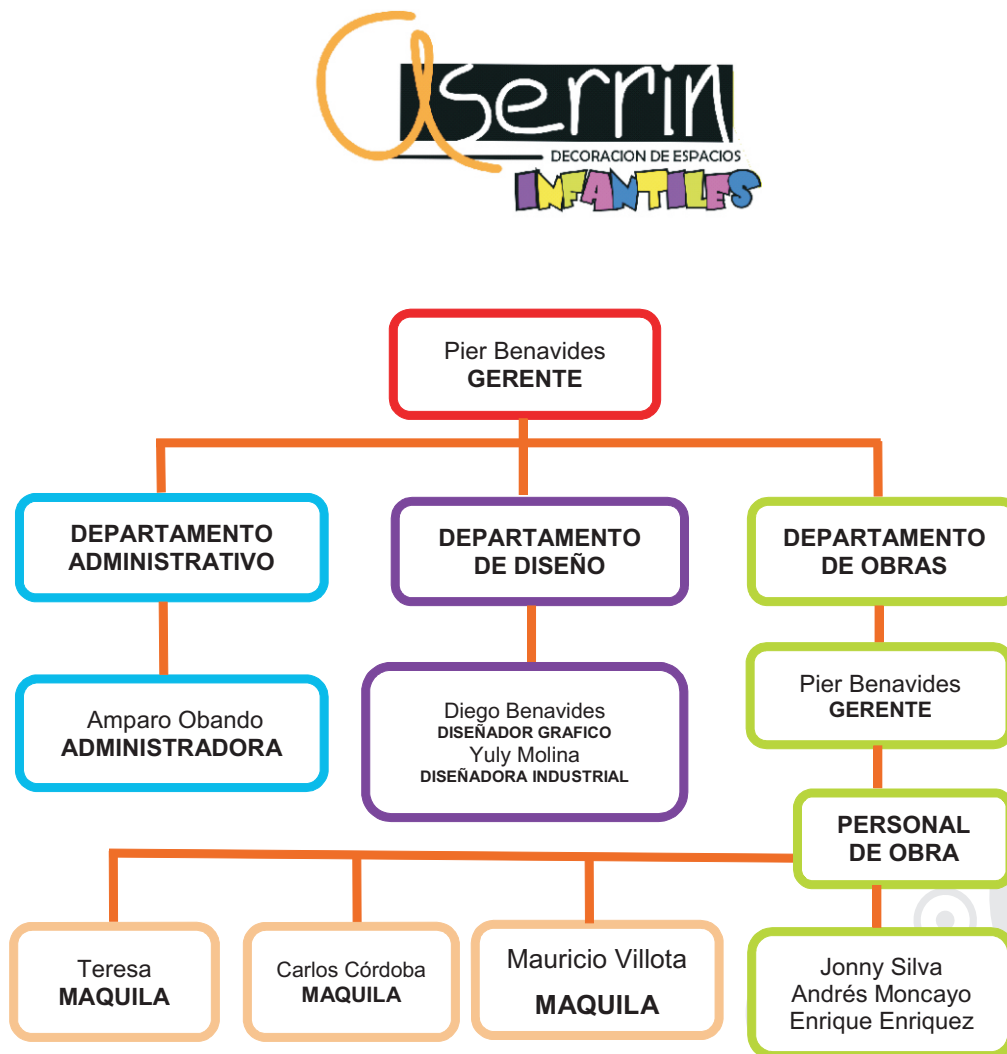 aserrin
DECORACION DE ESPACIOS
INFANTILES
Pier Benavides
GERENTE
DEPARTAMENTO
ADMINISTRATIVO
DEPARTAMENTO
DE DISEÑO
DEPARTAMENTO
DE OBRAS
Amparo Obando
ADMINISTRADORA
Diego Benavides
DISEÑADOR GRAFICO
Yuly Molina
DISEÑADORA INDUSTRIAL
Pier Benavides
GERENTE
PERSONAL
DE OBRA
Teresa
MAQUILA
Carlos Córdoba
MAQUILA
Mauricio Villota
MAQUILA
Jonny Silva
Andrés Moncayo
Enrique Enriquez